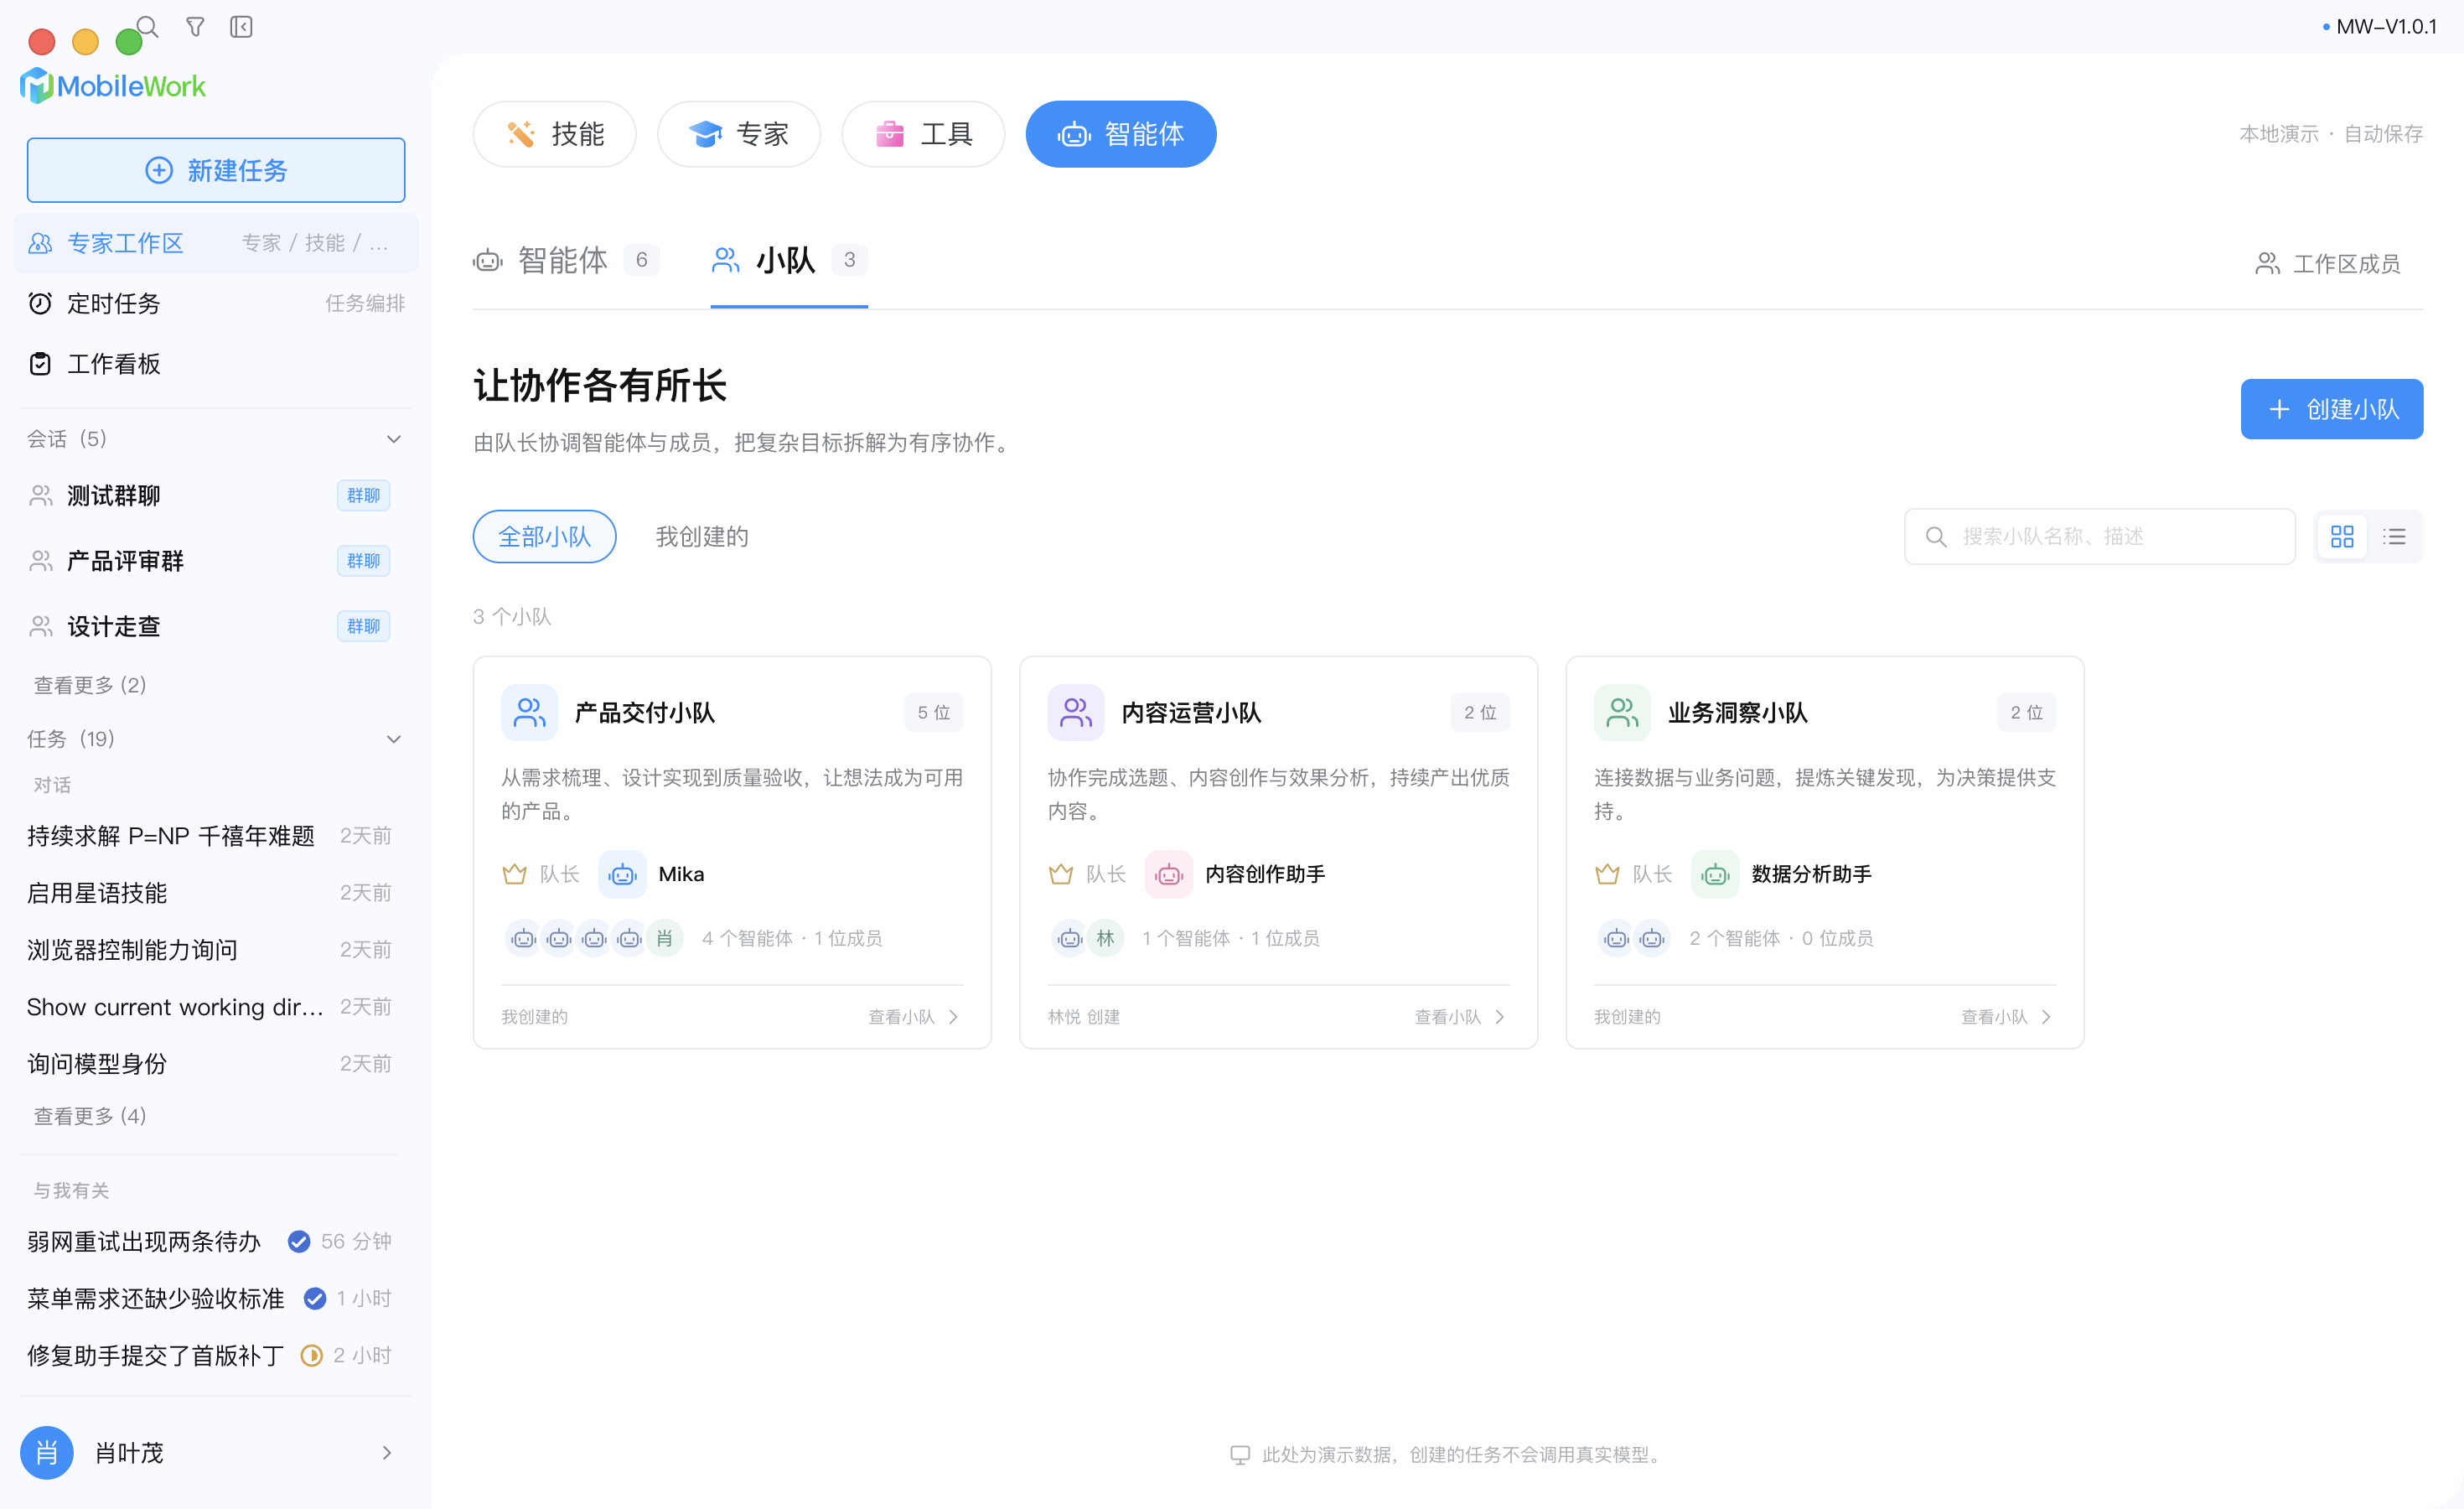 MW-V1.0.1
MobileWork
新建任务
专家工作区 专家 / 技能 / ...
定时任务 任务编排
工作看板
会话 (5)
测试群聊 群聊
产品评审群 群聊
设计走查 群聊
查看更多 (2)
任务 (19)
对话
持续求解 P=NP 千禧年难题 2天前
启用星语技能 2天前
浏览器控制能力询问 2天前
Show current working dir... 2天前
询问模型身份 2天前
查看更多 (4)
与我有关
弱网重试出现两条待办 56 分钟
菜单需求还缺少验收标准 1 小时
修复助手提交了首版补丁 2 小时
肖 肖叶茂
技能 专家 工具 智能体 本地演示 · 自动保存
智能体 6 小队 3 工作区成员
让协作各有所长
由队长协调智能体与成员，把复杂目标拆解为有序协作。
创建小队
全部小队 我创建的 搜索小队名称、描述
3 个小队
产品交付小队 5 位
从需求梳理、设计实现到质量验收，让想法成为可用
的产品。
队长 Mika
肖 4 个智能体 · 1 位成员
我创建的 查看小队
内容运营小队 2 位
协作完成选题、内容创作与效果分析，持续产出优质
内容。
队长 内容创作助手
林 1 个智能体 · 1 位成员
林悦 创建 查看小队
业务洞察小队 2 位
连接数据与业务问题，提炼关键发现，为决策提供支
持。
队长 数据分析助手
2 个智能体 · 0 位成员
我创建的 查看小队
此处为演示数据，创建的任务不会调用真实模型。